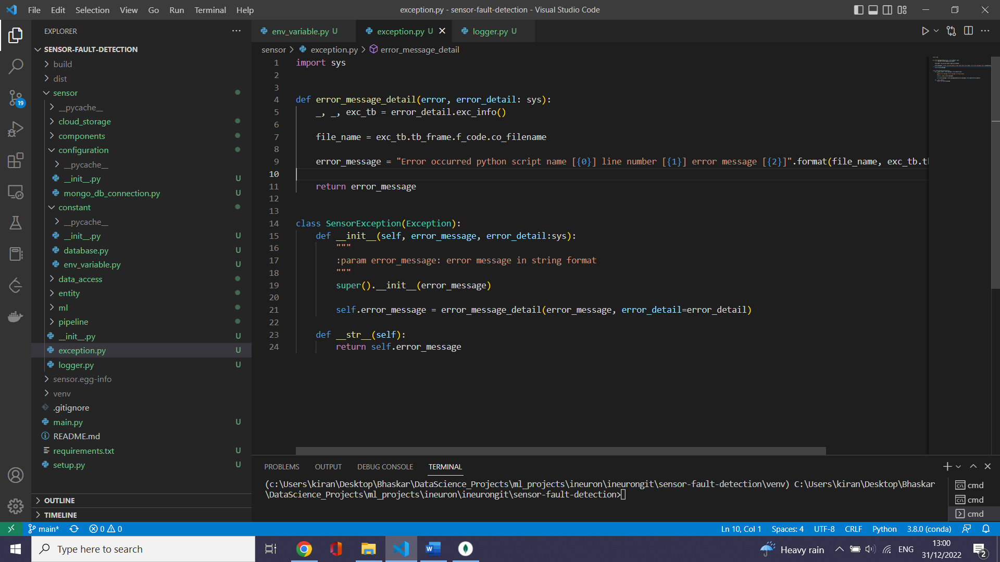 File Edit Selection View Go Run Terminal Help
exception.py - sensor-fault-detection - Visual Studio Code
EXPLORER
SENSOR-FAULT-DETECTION
build
dist
sensor
__pycache__
cloud_storage
components
configuration
__pycache__
__init__.py U
mongo_db_connection.py U
constant
__pycache__
__init__.py U
database.py U
env_variable.py U
data_access
entity
ml
pipeline
__init__.py U
exception.py U
logger.py U
sensor.egg-info
venv
.gitignore
main.py U
README.md
requirements.txt U
setup.py U
OUTLINE
TIMELINE
19
env_variable.py U exception.py U logger.py U
sensor > exception.py > error_message_detail
1 import sys
2
3
4 def error_message_detail(error, error_detail: sys):
5 _, _, exc_tb = error_detail.exc_info()
6
7 file_name = exc_tb.tb_frame.f_code.co_filename
8
9 error_message = "Error occurred python script name [{0}] line number [{1}] error message [{2}]".format(file_name, exc_tb.tl
10
11 return error_message
12
13
14 class SensorException(Exception):
15 def __init__(self, error_message, error_detail:sys):
16 """
17 :param error_message: error message in string format
18 """
19 super().__init__(error_message)
20
21 self.error_message = error_message_detail(error_message, error_detail=error_detail)
22
23 def __str__(self):
24 return self.error_message
PROBLEMS OUTPUT DEBUG CONSOLE TERMINAL
(c:\Users\kiran\Desktop\Bhaskar\DataScience_Projects\ml_projects\ineuron\ineurongit\sensor-fault-detection\venv) C:\Users\kiran\Desktop\Bhaskar
\DataScience_Projects\ml_projects\ineuron\ineurongit\sensor-fault-detection>
cmd
cmd
cmd
main* 0 0
Ln 10, Col 1 Spaces: 4 UTF-8 CRLF Python 3.8.0 (conda)
Type here to search
Heavy rain ENG
13:00
31/12/2022
2